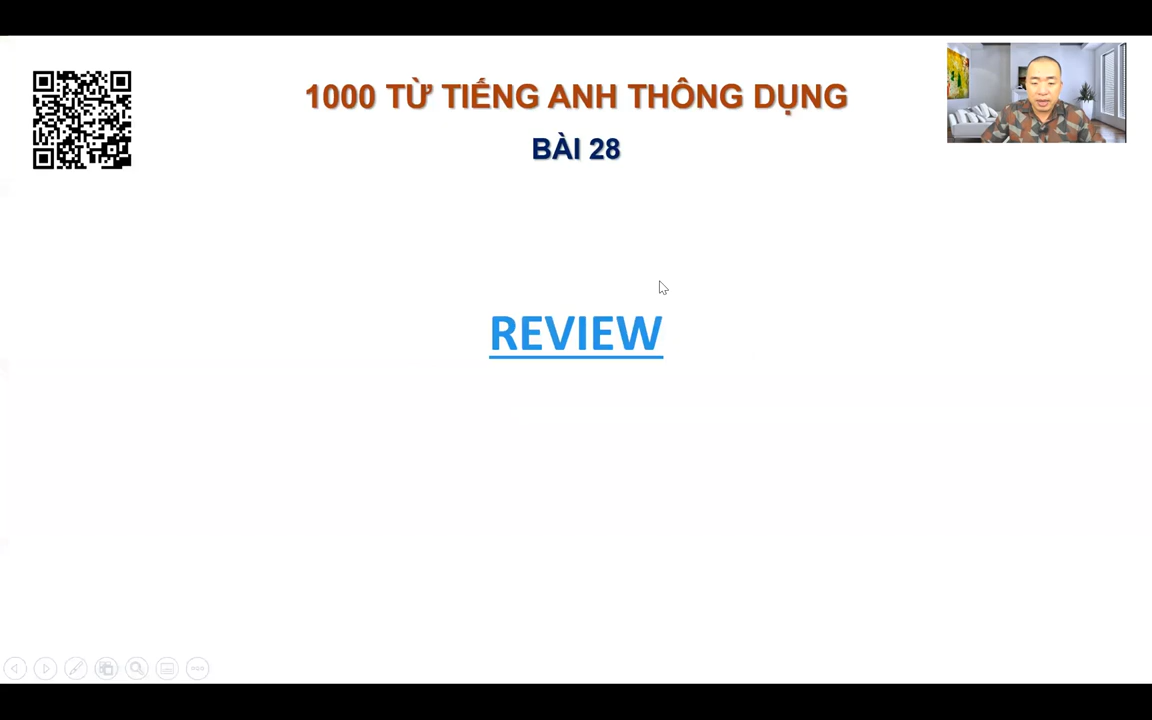 1000 TỪ TIẾNG ANH THÔNG DỤNG
BÀI 28
REVIEW